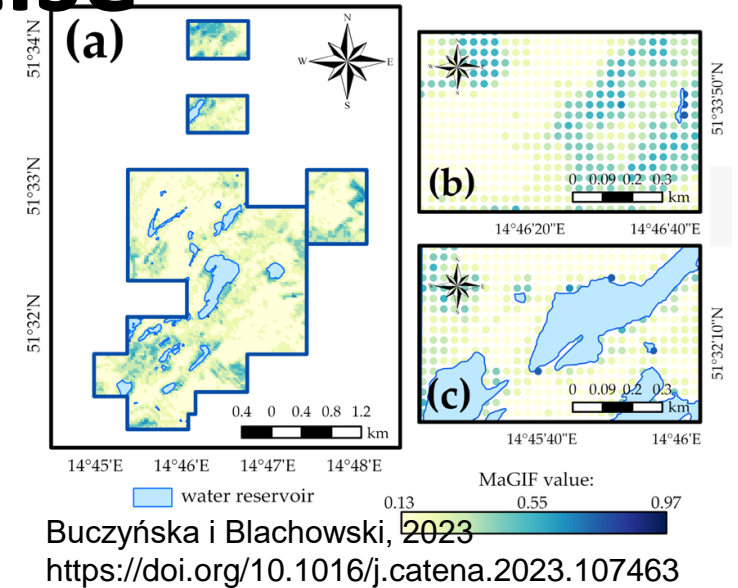 (a)
N
W E
S
51°34'N
51°33'N
51°32'N
0.4 0 0.4 0.8 1.2
km
14°45'E 14°46'E 14°47'E 14°48'E
water reservoir
(b)
0 0.09 0.2 0.3
km
51°33'50"N
14°46'20"E 14°46'40"E
(c)
0 0.09 0.2 0.3
km
51°32'10"N
14°45'40"E 14°46'E
MaGIF value:
0.13 0.55 0.97
Buczyńska i Blachowski, 2023
https://doi.org/10.1016/j.catena.2023.107463